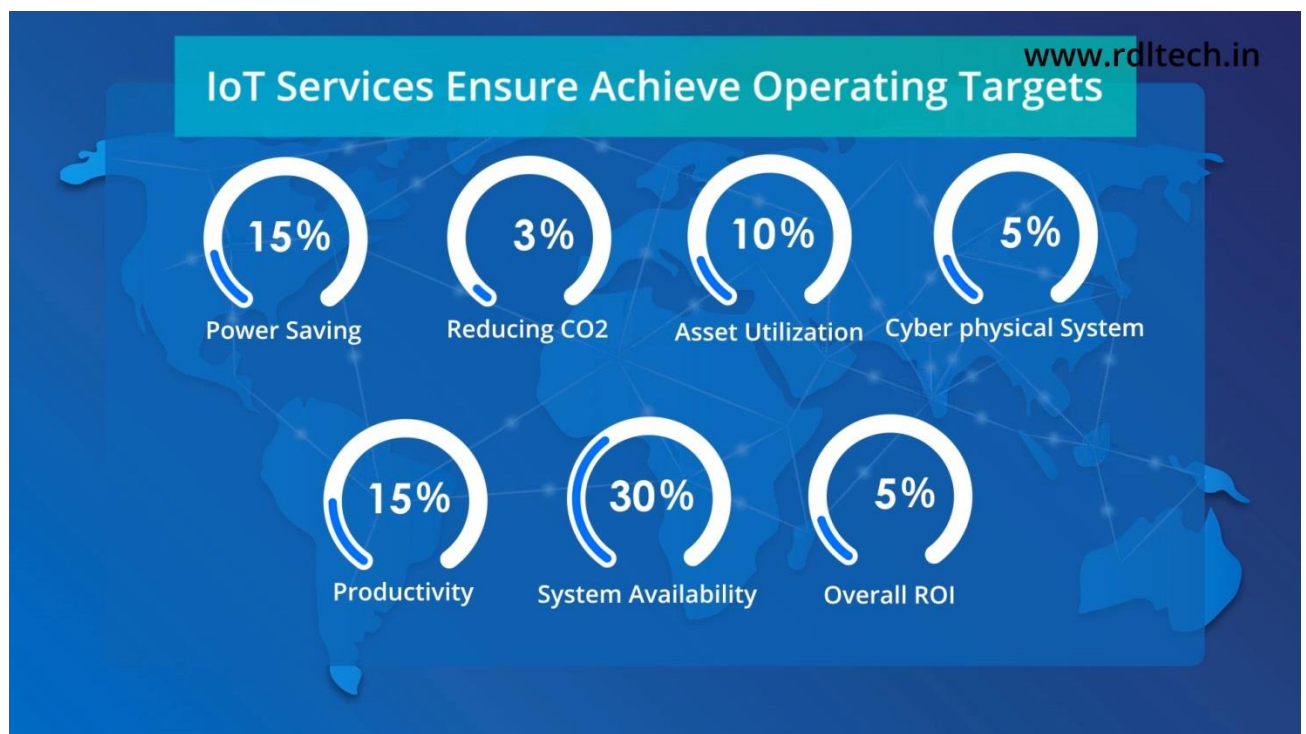 www.rdltech.in
IoT Services Ensure Achieve Operating Targets
15%
Power Saving
3%
Reducing CO2
10%
Asset Utilization
5%
Cyber physical System
15%
Productivity
30%
System Availability
5%
Overall ROI